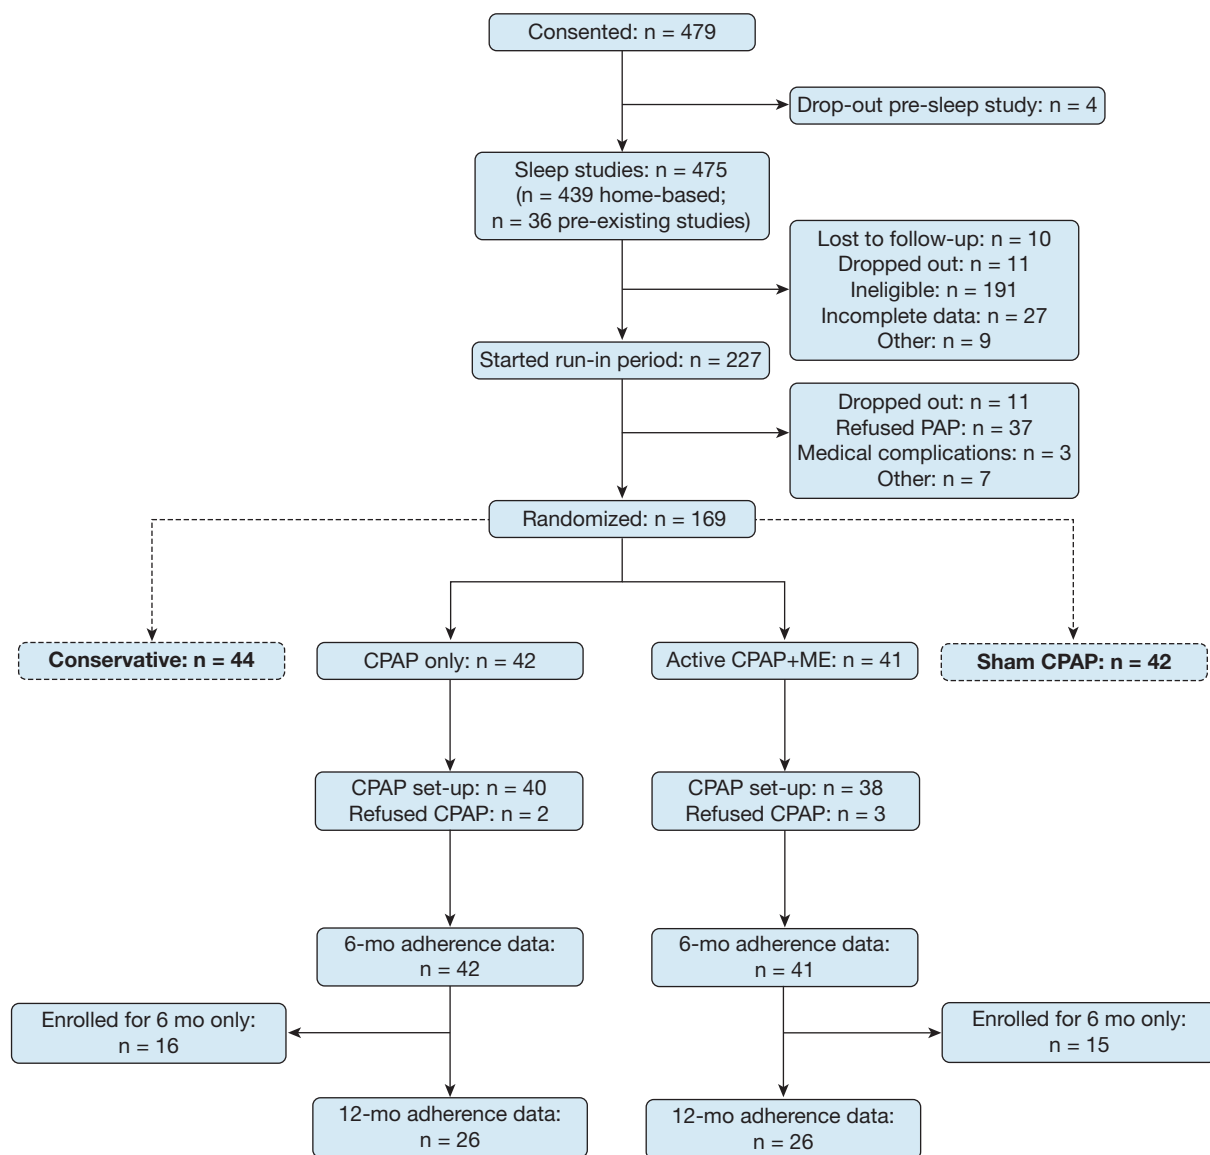 Consented: n = 479
Drop-out pre-sleep study: n = 4
Sleep studies: n = 475
(n = 439 home-based;
n = 36 pre-existing studies)
Lost to follow-up: n = 10
Dropped out: n = 11
Ineligible: n = 191
Incomplete data: n = 27
Other: n = 9
Started run-in period: n = 227
Dropped out: n = 11
Refused PAP: n = 37
Medical complications: n = 3
Other: n = 7
Randomized: n = 169
Conservative: n = 44
CPAP only: n = 42
Active CPAP+ME: n = 41
Sham CPAP: n = 42
CPAP set-up: n = 40
Refused CPAP: n = 2
CPAP set-up: n = 38
Refused CPAP: n = 3
6-mo adherence data:
n = 42
6-mo adherence data:
n = 41
Enrolled for 6 mo only:
n = 16
Enrolled for 6 mo only:
n = 15
12-mo adherence data:
n = 26
12-mo adherence data:
n = 26